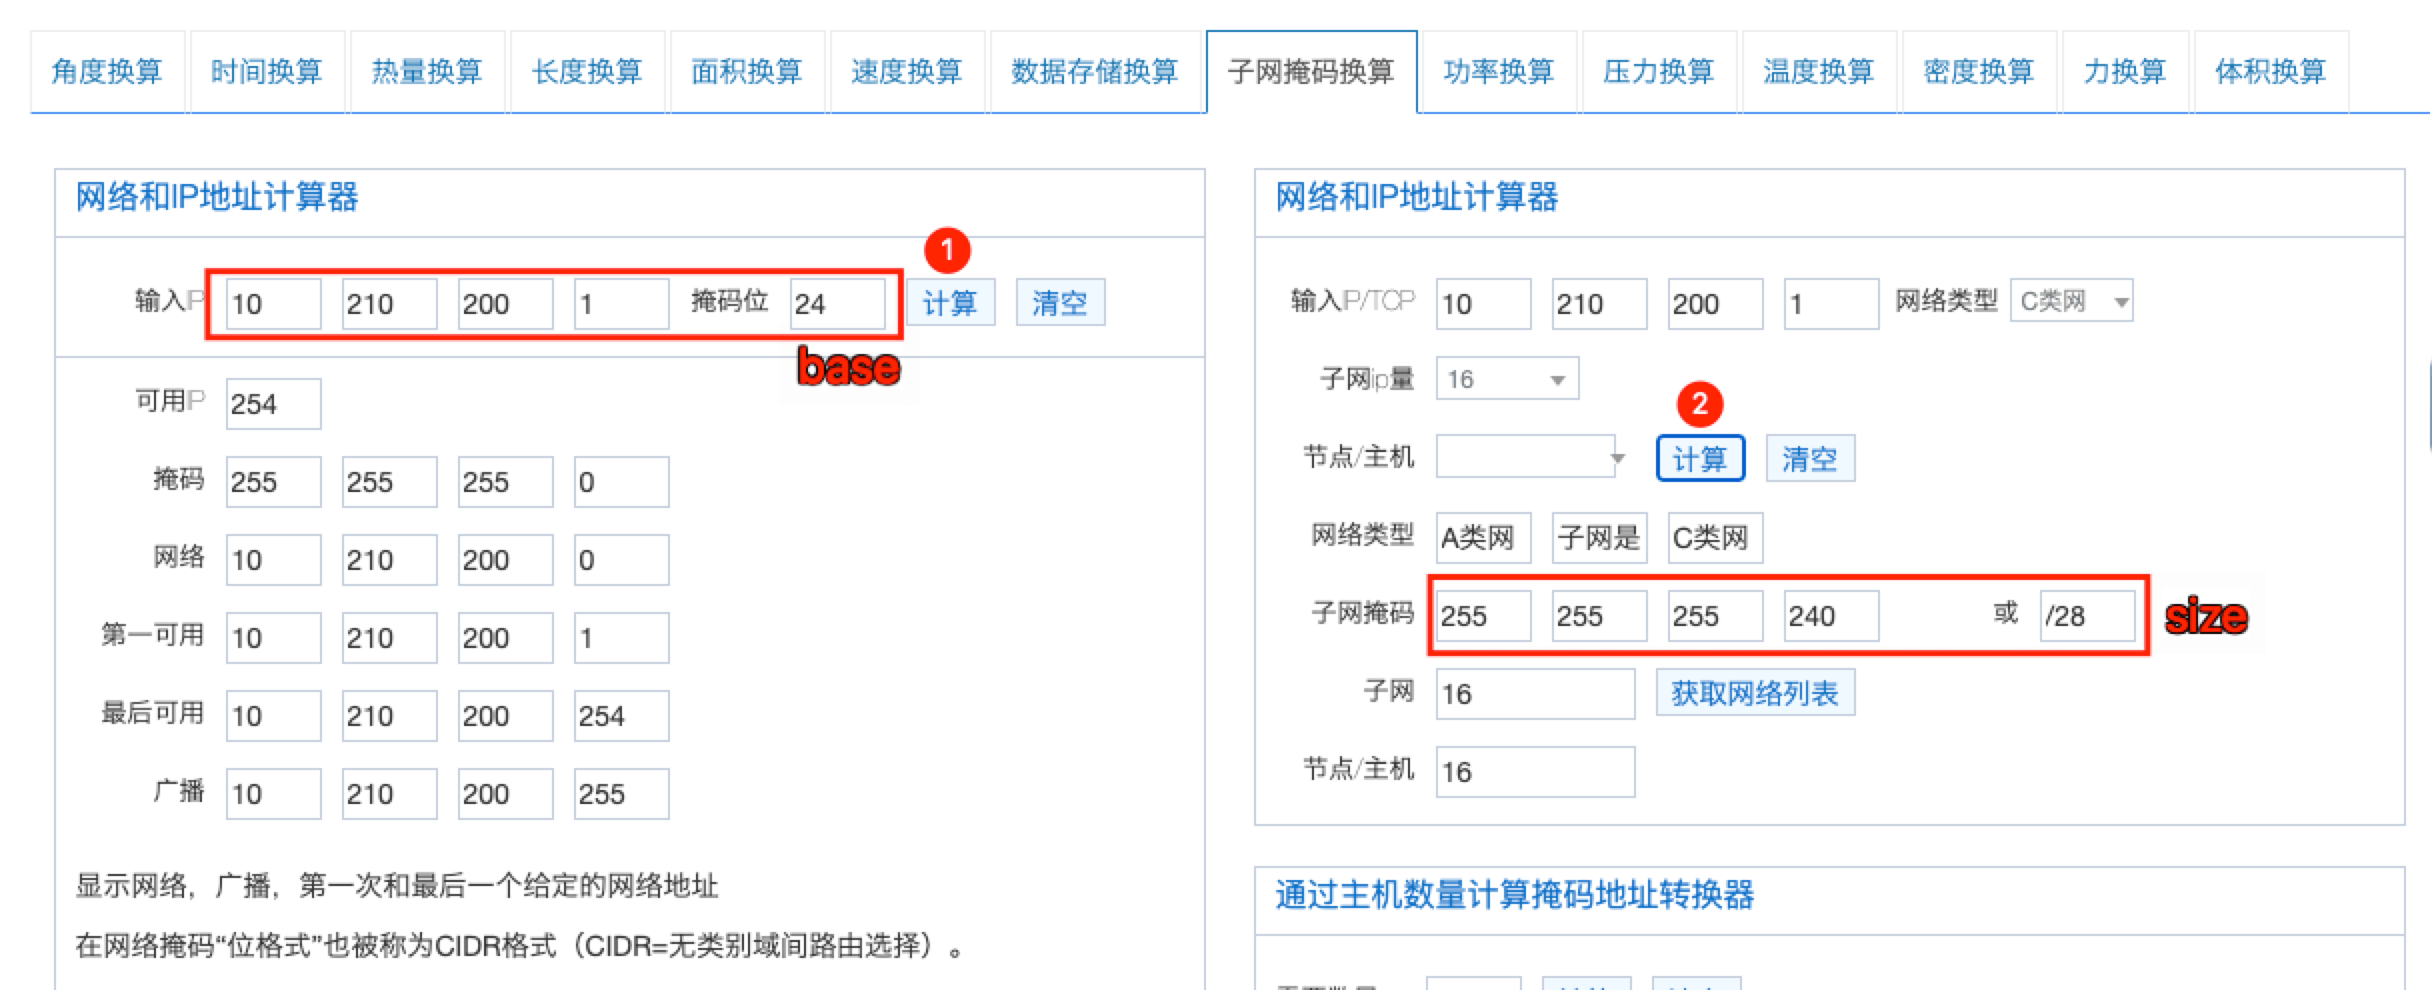 角度换算 时间换算 热量换算 长度换算 面积换算 速度换算 数据存储换算 子网掩码换算 功率换算 压力换算 温度换算 密度换算 力换算 体积换算
网络和IP地址计算器
1
输入IP 10 210 200 1 掩码位 24 计算 清空
base
可用IP 254
掩码 255 255 255 0
网络 10 210 200 0
第一可用 10 210 200 1
最后可用 10 210 200 254
广播 10 210 200 255
显示网络，广播，第一次和最后一个给定的网络地址
在网络掩码“位格式”也被称为CIDR格式（CIDR=无类别域间路由选择）。
网络和IP地址计算器
输入IP/TCP 10 210 200 1 网络类型 C类网
子网ip量 16
2
节点/主机 计算 清空
网络类型 A类网 子网是 C类网
子网掩码 255 255 255 240 或 /28 size
子网 16 获取网络列表
节点/主机 16
通过主机数量计算掩码地址转换器